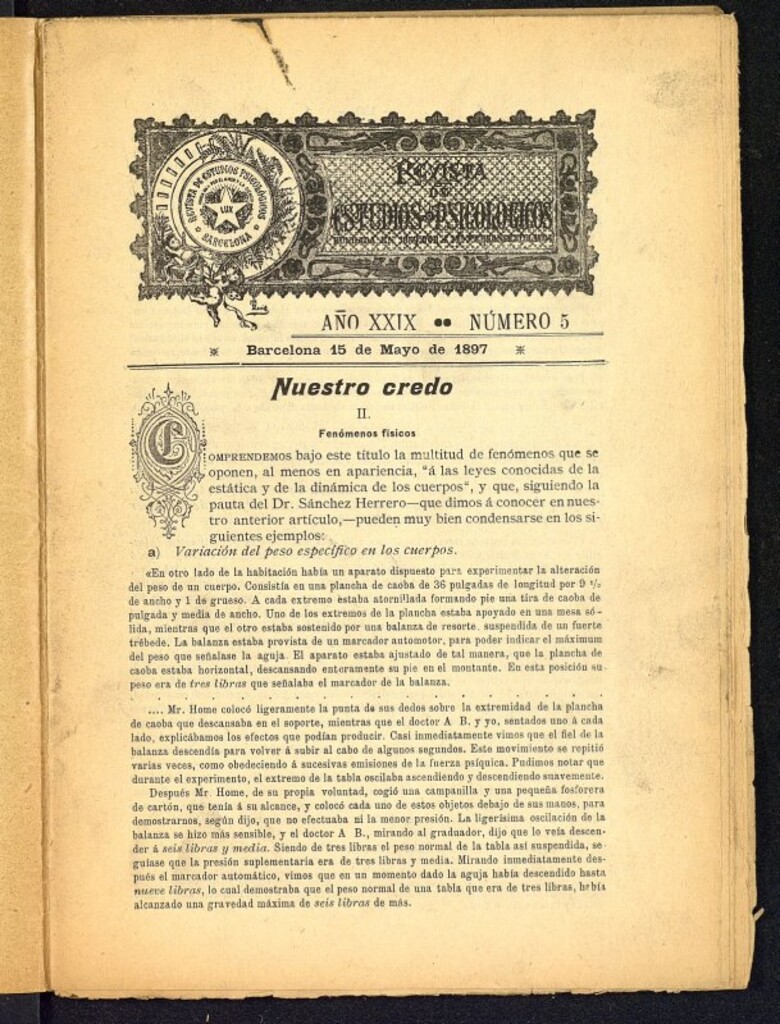 REVISTA DE ESTUDIOS PSICOLÓGICOS
LUX
BARCELONA
REVISTA
DE
ESTUDIOS PSICOLOGICOS
AÑO XXIX •• NÚMERO 5
Barcelona 15 de Mayo de 1897
Nuestro credo
II.
Fenómenos físicos
COMPRENDEMOS bajo este título la multitud de fenómenos que se
oponen, al menos en apariencia, "á las leyes conocidas de la
estática y de la dinámica de los cuerpos", y que, siguiendo la
pauta del Dr. Sánchez Herrero—que dimos á conocer en nues-
tro anterior artículo,—pueden muy bien condensarse en los si-
guientes ejemplos:
a) Variación del peso específico en los cuerpos.
«En otro lado de la habitación había un aparato dispuesto para experimentar la alteración
del peso de un cuerpo. Consistía en una plancha de caoba de 36 pulgadas de longitud por 9 ½
de ancho y 1 de grueso. A cada extremo estaba atornillada formando pie una tira de caoba de
pulgada y media de ancho. Uno de los extremos de la plancha estaba apoyado en una mesa só-
lida, mientras que el otro estaba sostenido por una balanza de resorte, suspendida de un fuerte
trébede. La balanza estaba provista de un marcador automotor, para poder indicar el máximum
del peso que señalase la aguja. El aparato estaba ajustado de tal manera, que la plancha de
caoba estaba horizontal, descansando enteramente su pie en el montante. En esta posición su
peso era de tres libras que señalaba el marcador de la balanza.
.... Mr. Home colocó ligeramente la punta de sus dedos sobre la extremidad de la plancha
de caoba que descansaba en el soporte, mientras que el doctor A B. y yo, sentados uno á cada
lado, explicábamos los efectos que podían producir. Casi inmediatamente vimos que el fiel de la
balanza descendía para volver á subir al cabo de algunos segundos. Este movimiento se repitió
varias veces, como obedeciendo á sucesivas emisiones de la fuerza psíquica. Pudimos notar que
durante el experimento, el extremo de la tabla oscilaba ascendiendo y descendiendo suavemente.
Después Mr. Home, de su propia voluntad, cogió una campanilla y una pequeña fosforera
de cartón, que tenía á su alcance, y colocó cada uno de estos objetos debajo de sus manos, para
demostrarnos, según dijo, que no efectuaba ni la menor presión. La ligerísima oscilación de la
balanza se hizo más sensible, y el doctor A B., mirando al graduador, dijo que lo veía descen-
der á seis libras y media. Siendo de tres libras el peso normal de la tabla así suspendida, se-
guíase que la presión suplementaria era de tres libras y media. Mirando inmediatamente des-
pués el marcador automático, vimos que en un momento dado la aguja había descendido hasta
nueve libras, lo cual demostraba que el peso normal de una tabla que era de tres libras, había
alcanzado una gravedad máxima de seis libras de más.